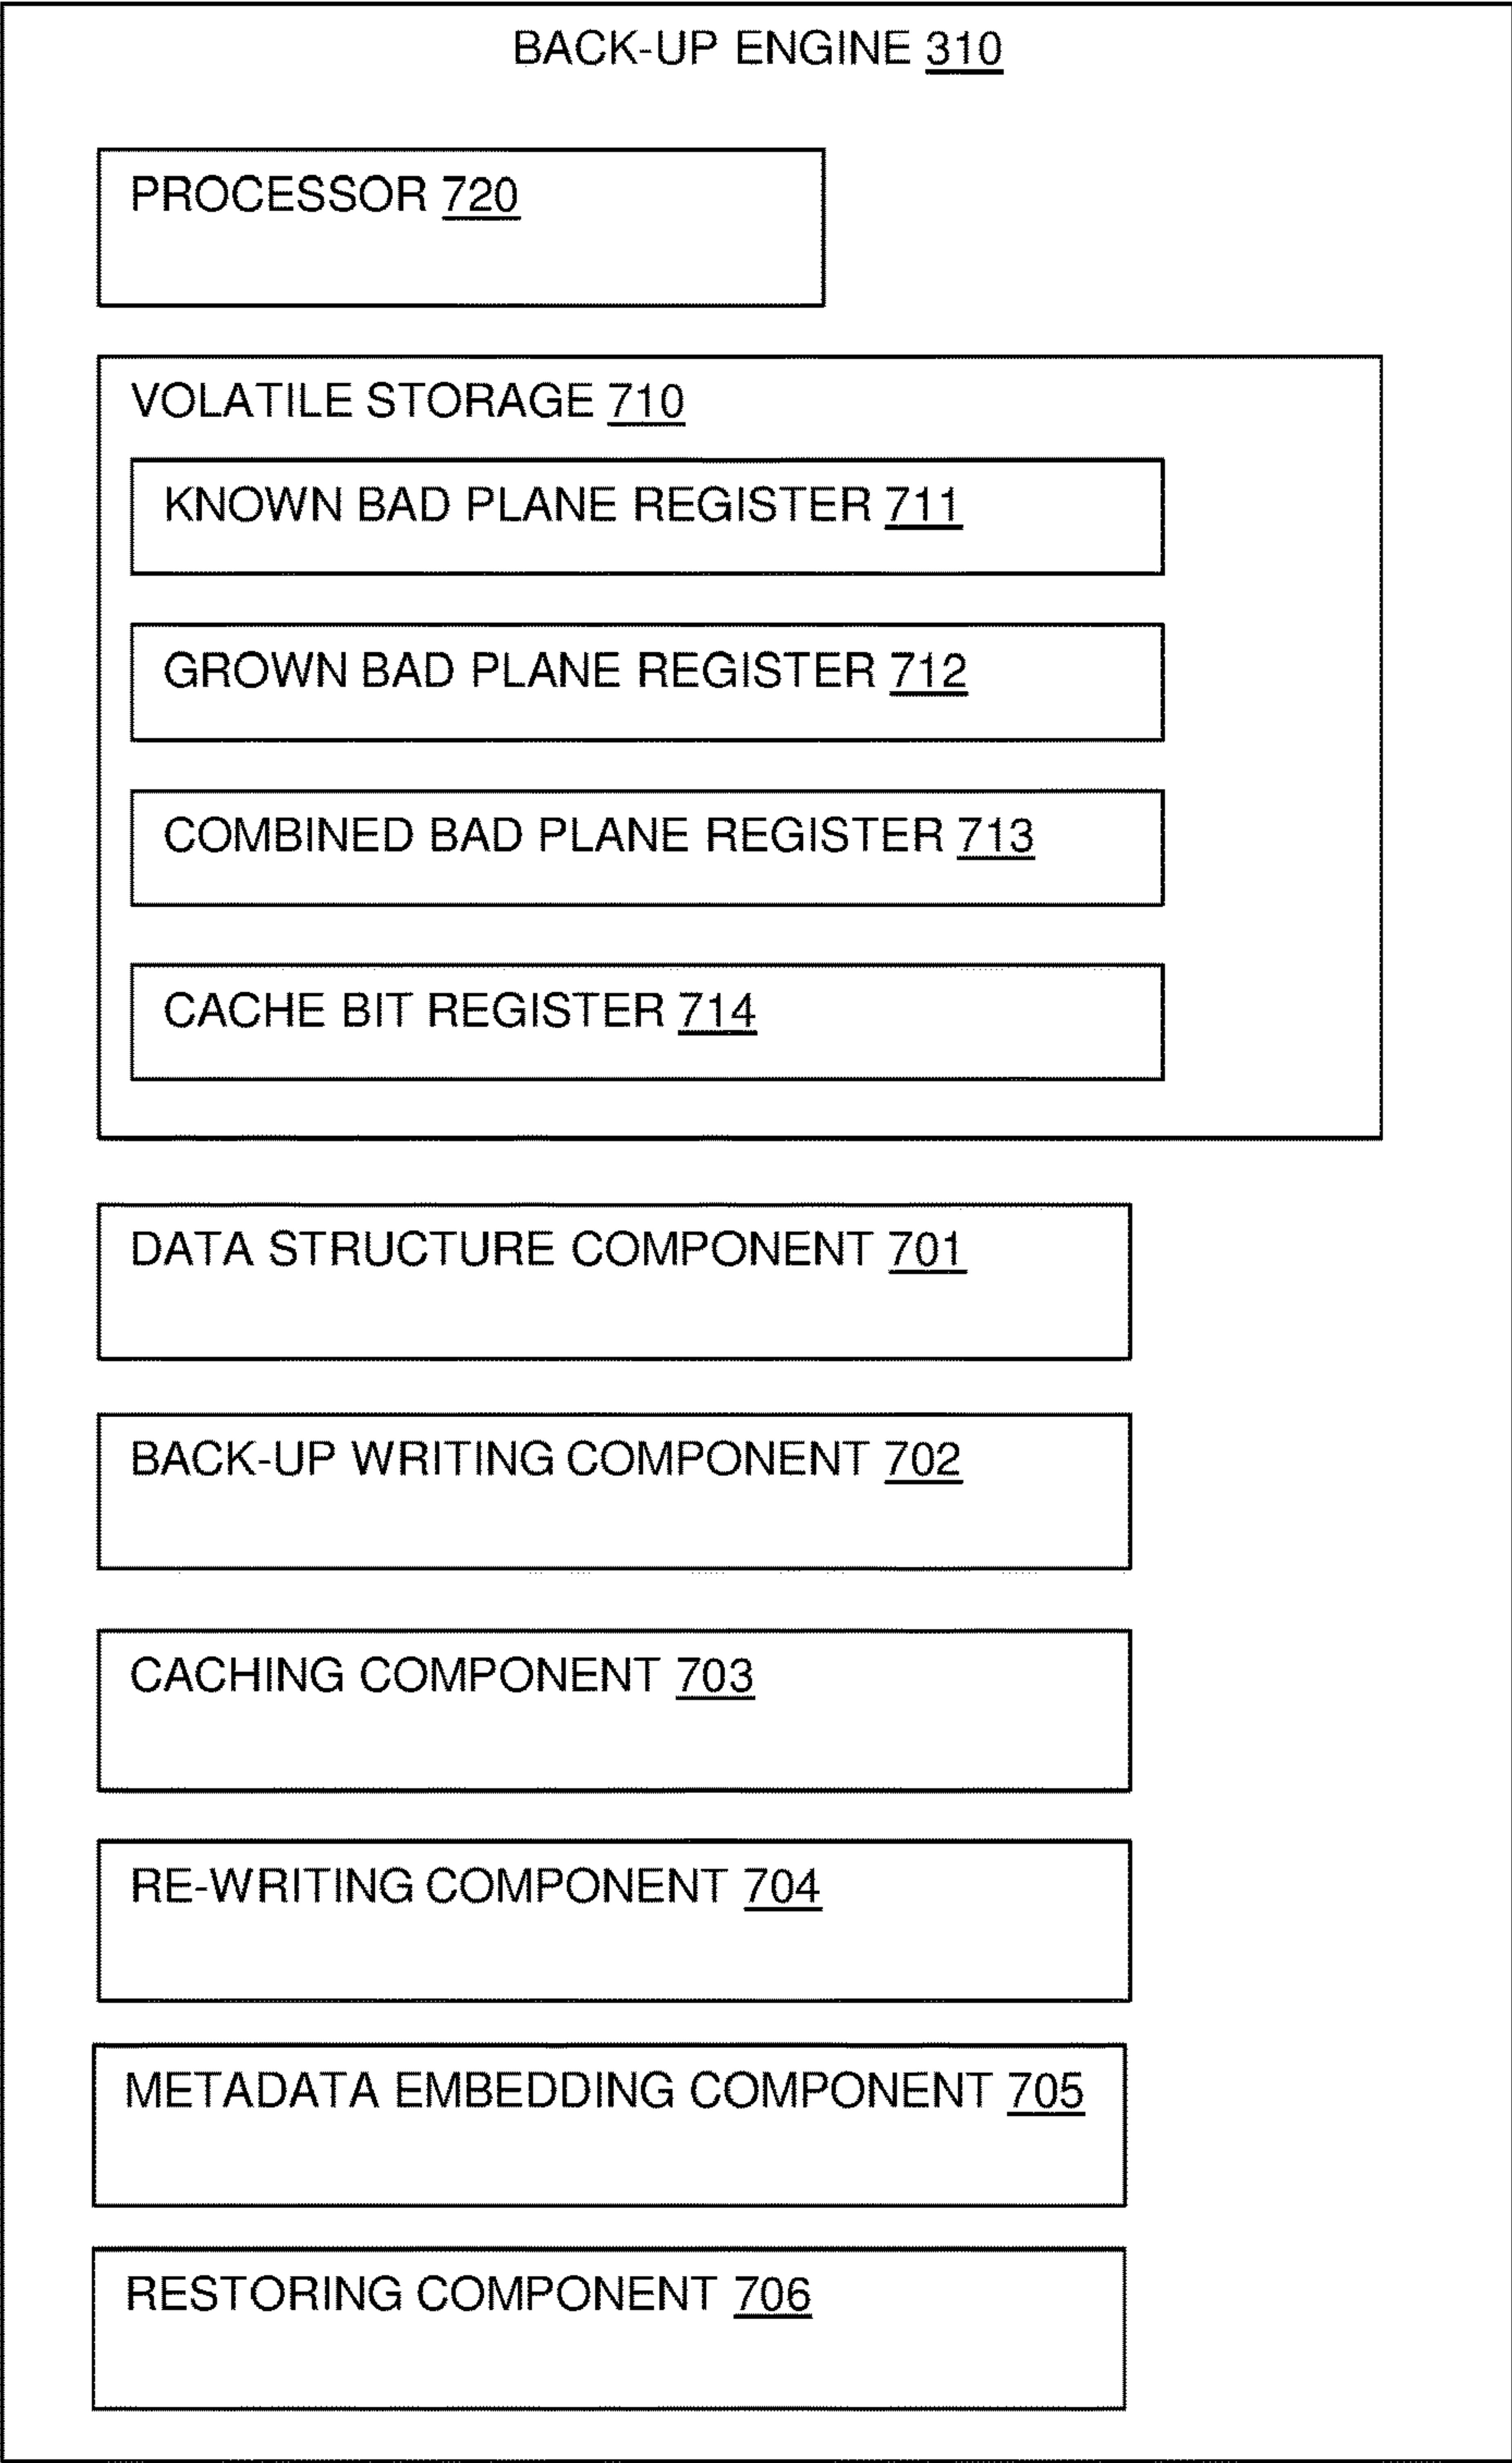 BACK-UP ENGINE 310
PROCESSOR 720
VOLATILE STORAGE 710
KNOWN BAD PLANE REGISTER 711
GROWN BAD PLANE REGISTER 712
COMBINED BAD PLANE REGISTER 713
CACHE BIT REGISTER 714
DATA STRUCTURE COMPONENT 701
BACK-UP WRITING COMPONENT 702
CACHING COMPONENT 703
RE-WRITING COMPONENT 704
METADATA EMBEDDING COMPONENT 705
RESTORING COMPONENT 706